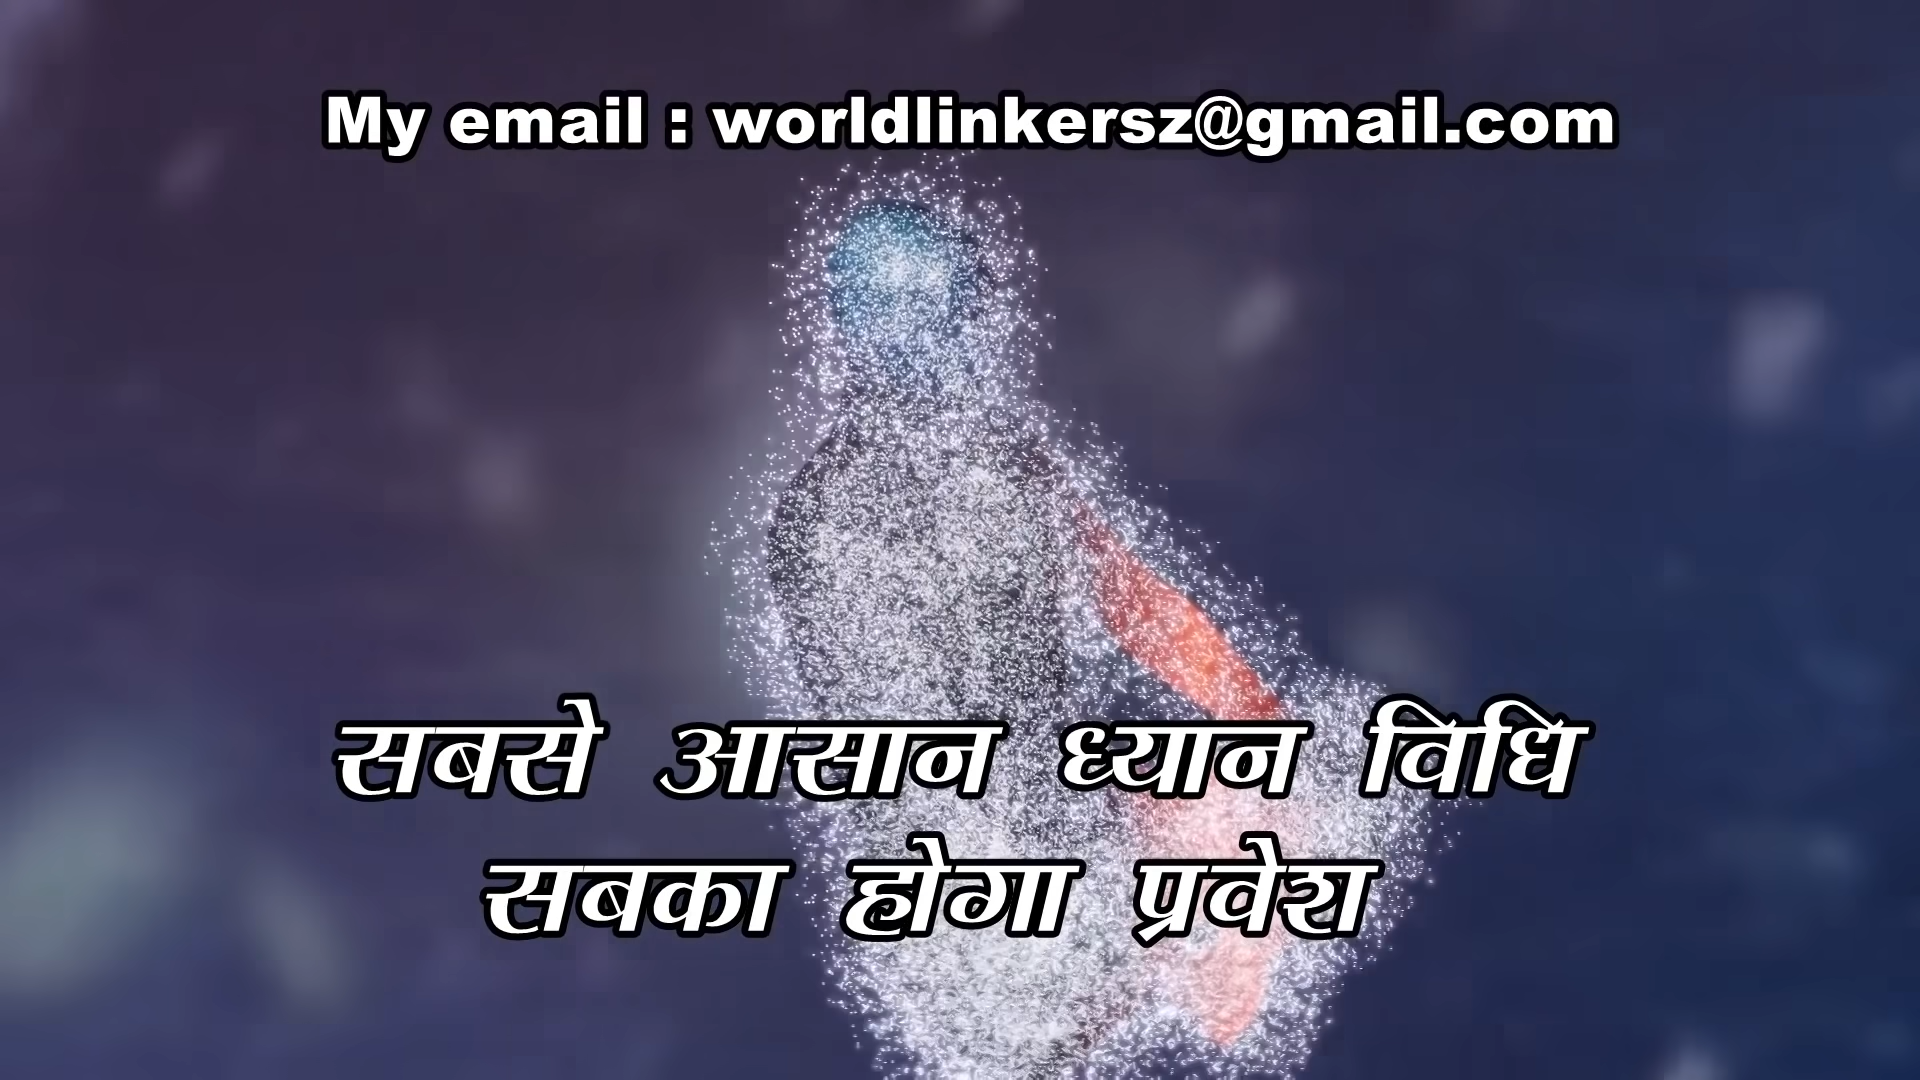 My email : worldlinkersz@gmail.com
सबसे आसान ध्यान विधि
सबका होगा प्रवेश